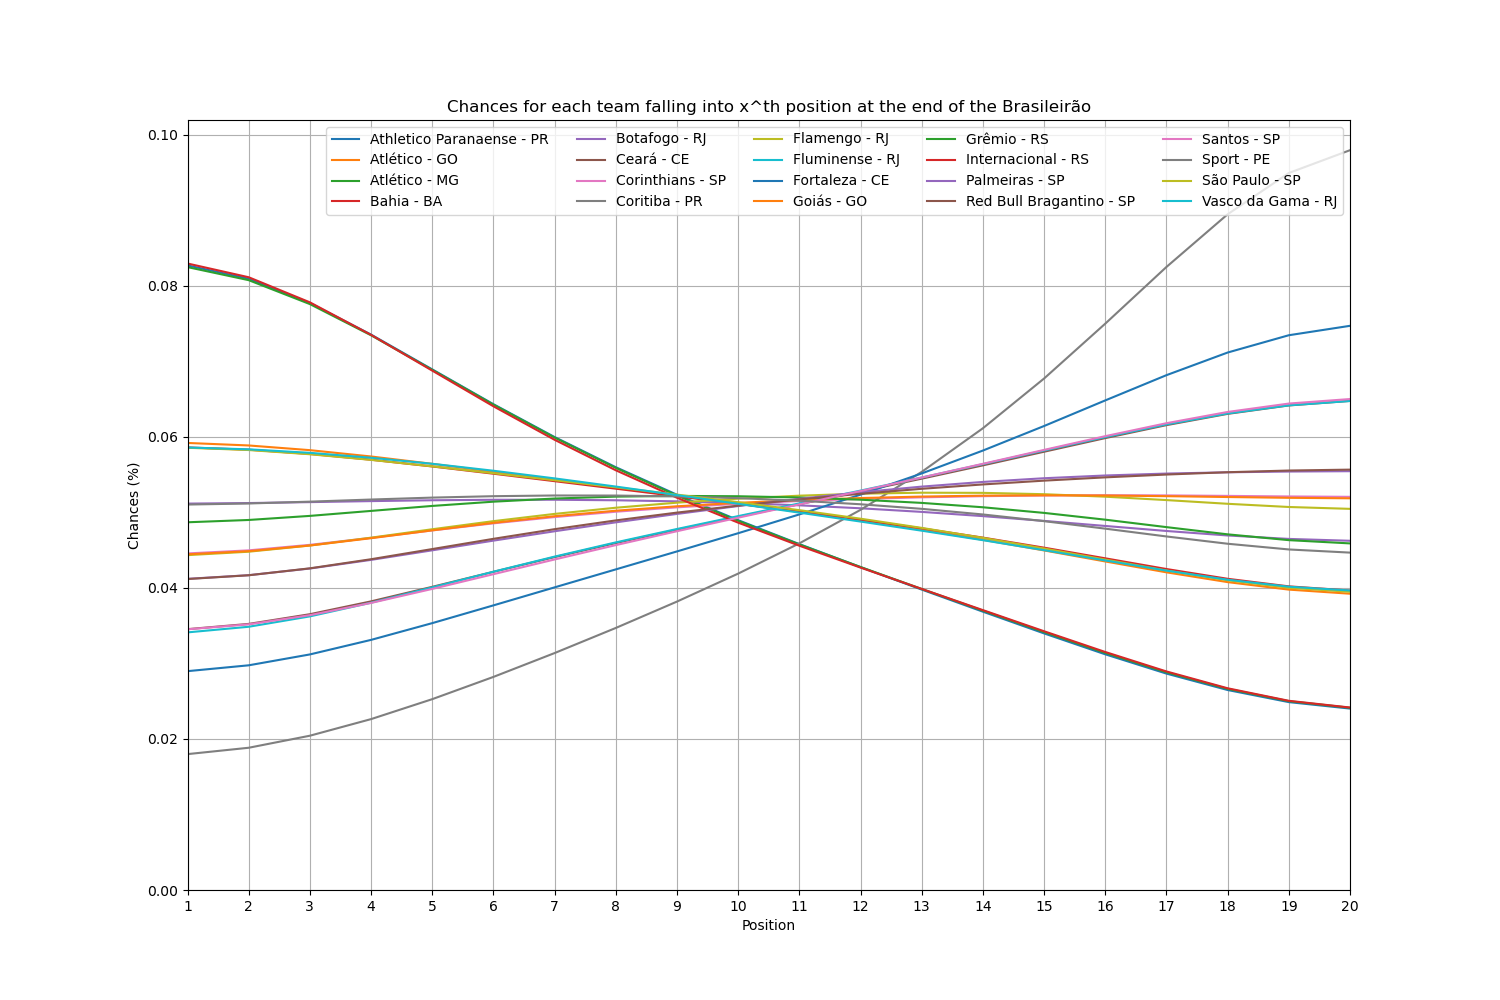 Chances for each team falling into x^th position at the end of the Brasileirão
0.10
0.08
0.06
0.04
0.02
0.00
Chances (%)
Athletico Paranaense - PR
Atlético - GO
Atlético - MG
Bahia - BA
Botafogo - RJ
Ceará - CE
Corinthians - SP
Coritiba - PR
Flamengo - RJ
Fluminense - RJ
Fortaleza - CE
Goiás - GO
Grêmio - RS
Internacional - RS
Palmeiras - SP
Red Bull Bragantino - SP
Santos - SP
Sport - PE
São Paulo - SP
Vasco da Gama - RJ
1 2 3 4 5 6 7 8 9 10 11 12 13 14 15 16 17 18 19 20
Position